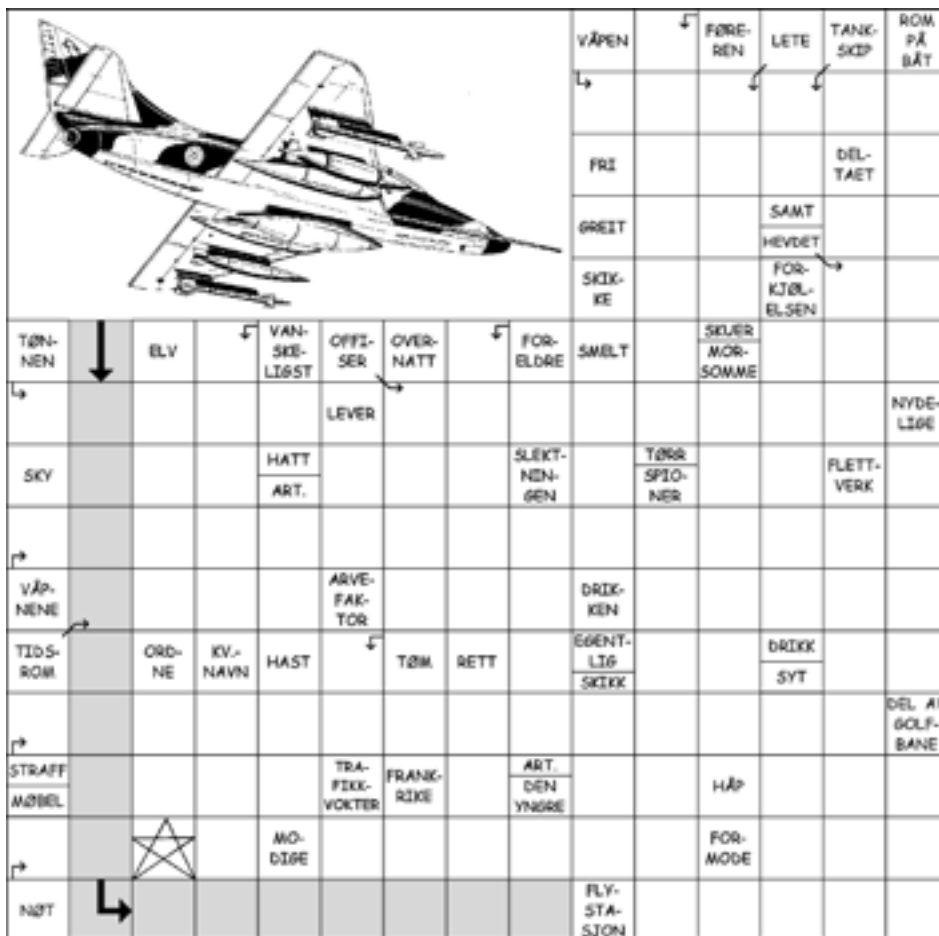 VÅPEN
FØRE-
REN
LETE
TANK-
SKIP
ROM
PÅ
BÅT
FRI
DEL-
TAET
GREIT
SAMT
HEVDET
SKIK-
KE
FOR-
KJØL-
ELSEN
TØN-
NEN
ELV
VAN-
SKE-
LIGST
OFFI-
SER
OVER-
NATT
FOR-
ELDRE
SMELT
SKUER
MOR-
SOMME
LEVER
NYDE-
LIGE
SKY
HATT
ART.
SLEKT-
NIN-
GEN
TØRR
SPIO-
NER
FLETT-
VERK
VÅP-
NENE
ARVE-
FAK-
TOR
DRIK-
KEN
TIDS-
ROM
ORD-
NE
KV.-
NAVN
HAST
TØM
RETT
EGENT-
LIG
SKIKK
DRIKK
SYT
DEL AV
GOLF-
BANE
STRAFF
MØBEL
TRA-
FIKK-
VOKTER
FRANK-
RIKE
ART.
DEN
YNGRE
HÅP
MO-
DIGE
FOR-
MODE
NØT
FLY-
STA-
SJON